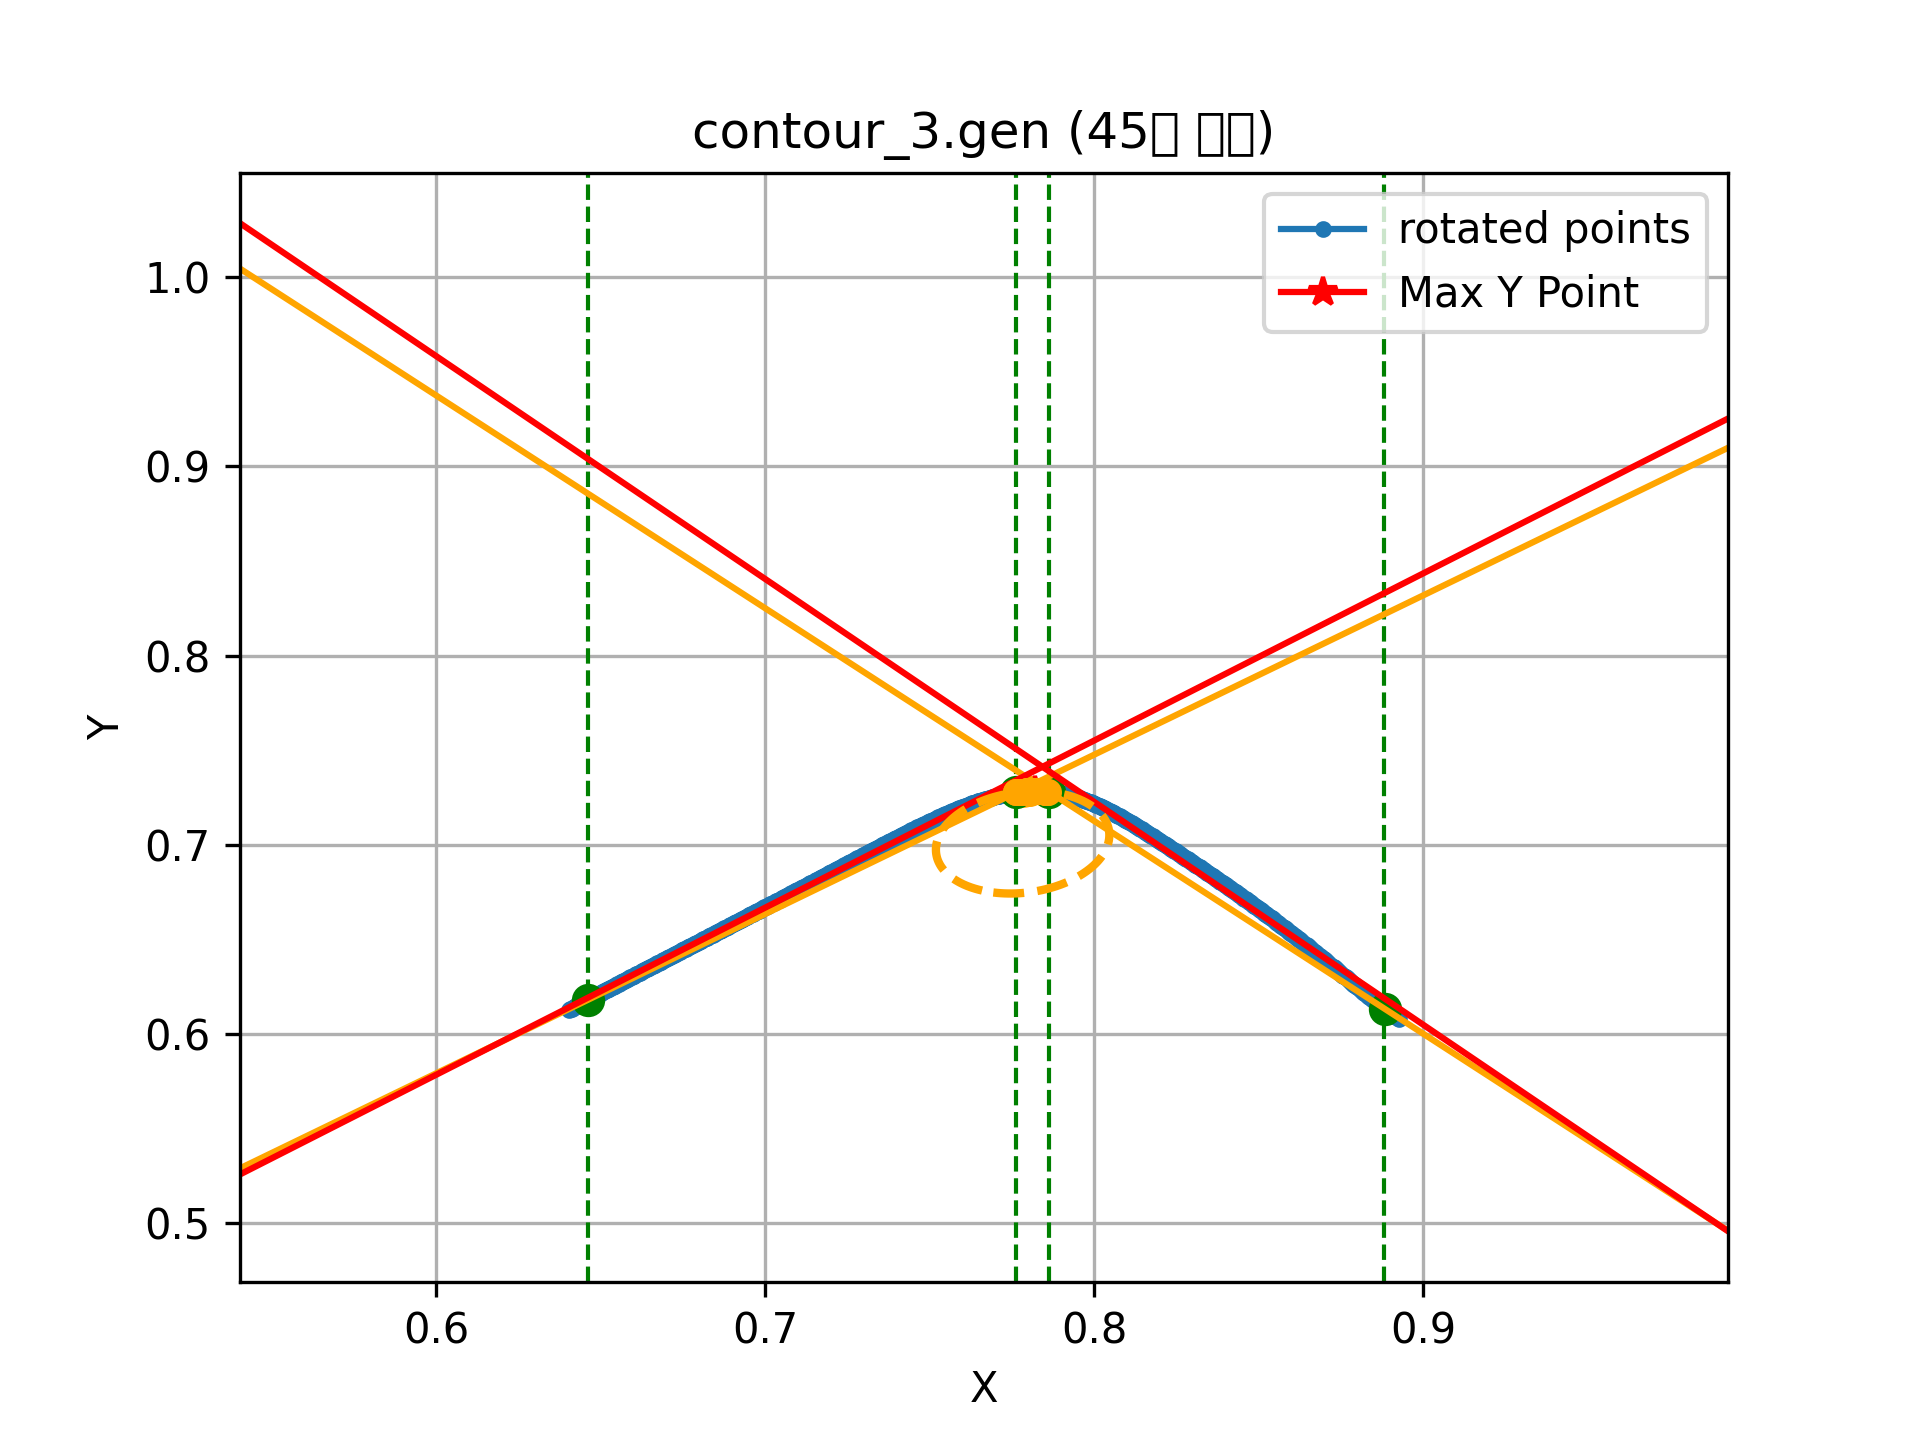 contour_3.gen (45▯ ▯▯)
rotated points
Max Y Point
1.0
0.9
0.8
0.7
0.6
0.5
Y
0.6 0.7 0.8 0.9
X